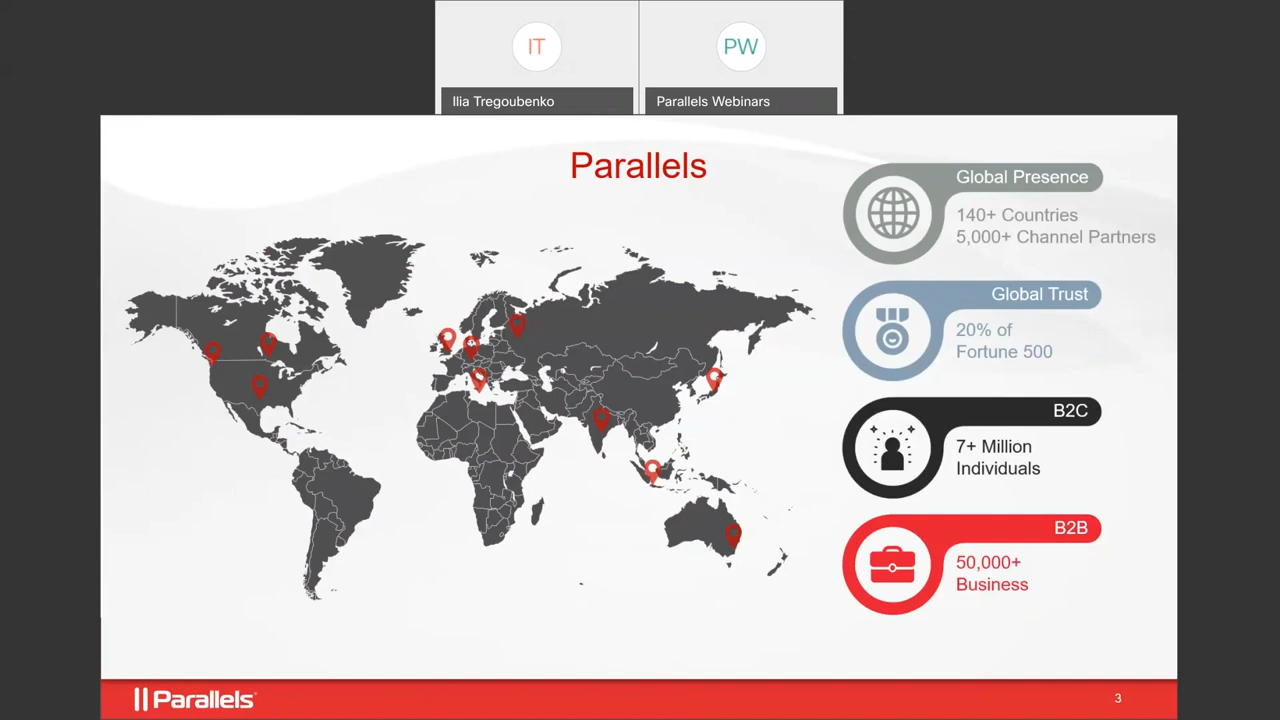 IT
PW
Ilia Tregoubenko
Parallels Webinars
Parallels
Global Presence
140+ Countries
5,000+ Channel Partners
Global Trust
20% of
Fortune 500
B2C
7+ Million
Individuals
B2B
50,000+
Business
Parallels®
3